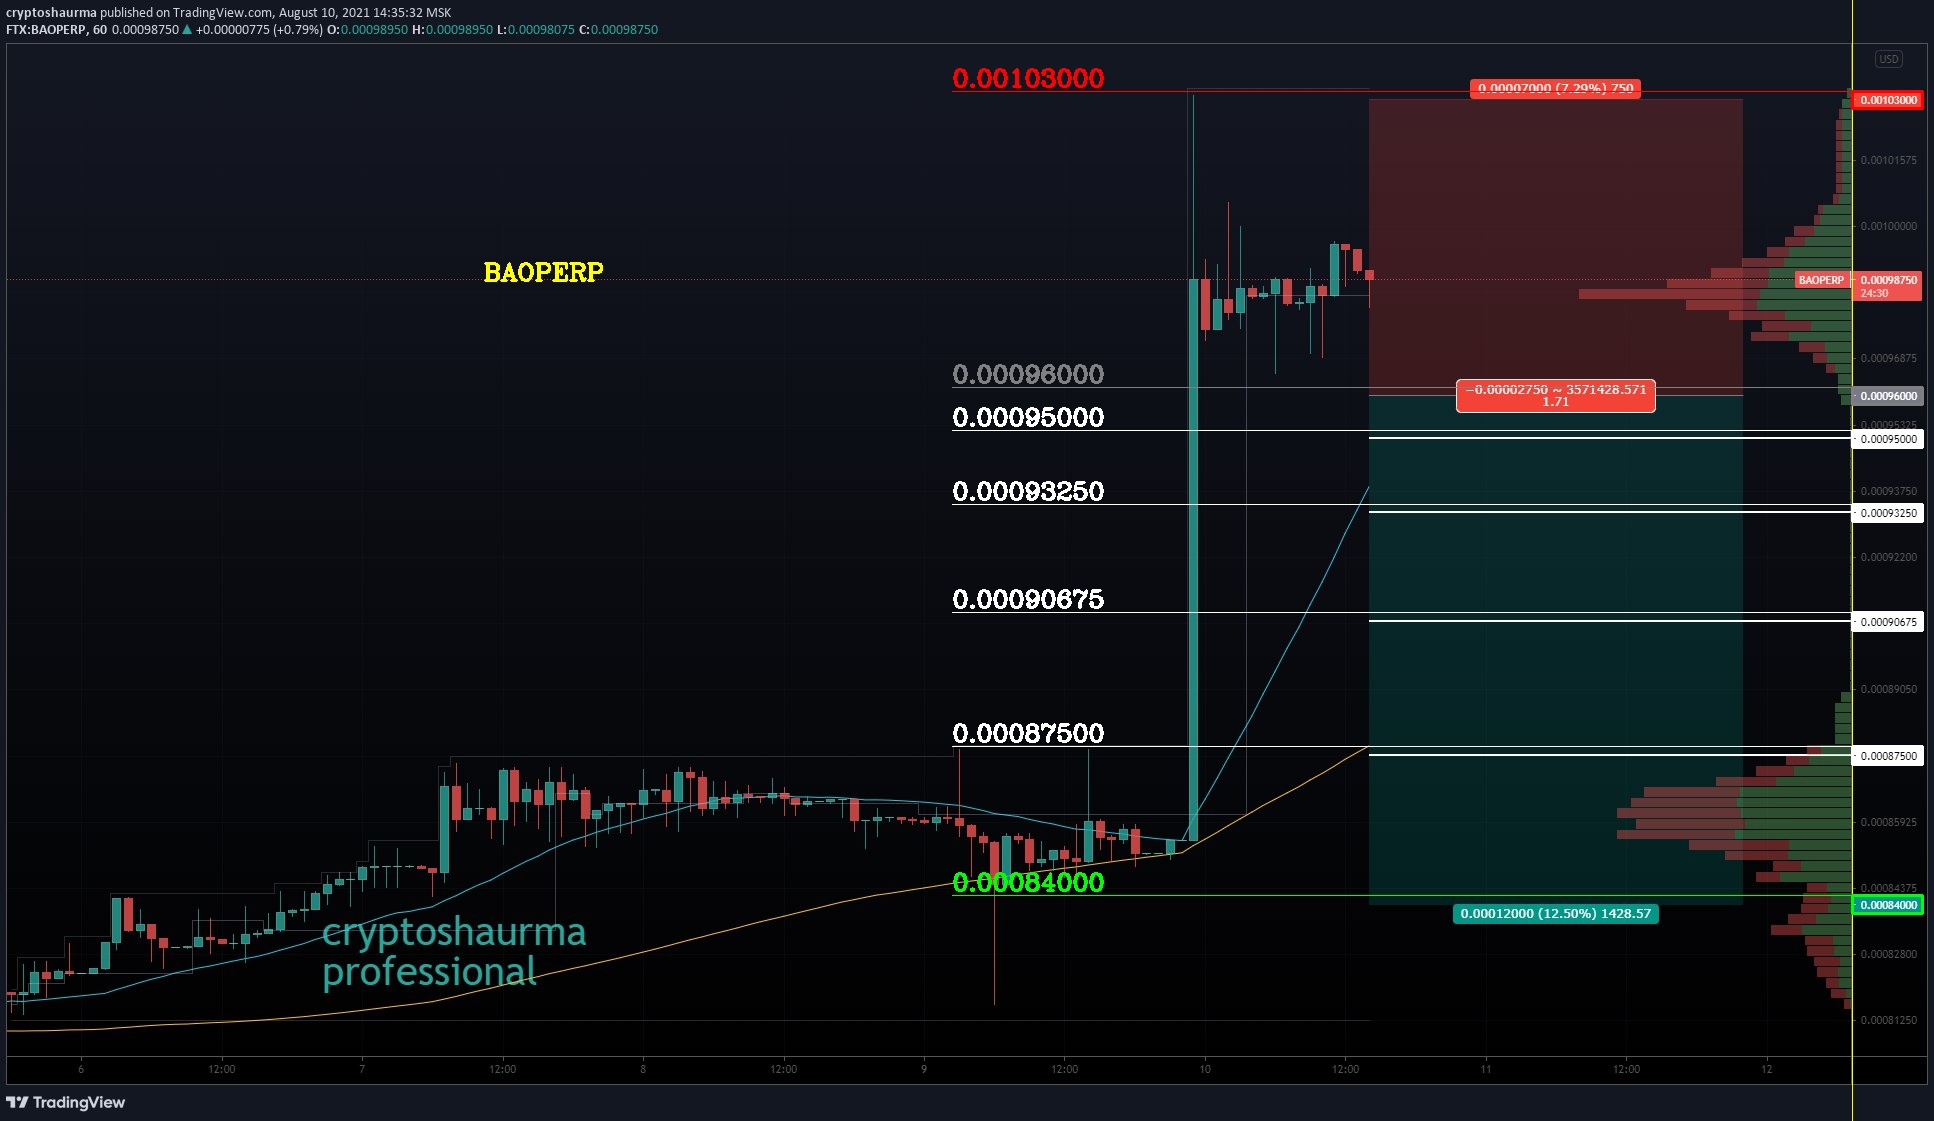 cryptoshaurma published on TradingView.com, August 10, 2021 14:35:32 MSK
FTX:BAOPERP, 60 0.00098750 ▲ +0.00000775 (+0.79%) O:0.00098950 H:0.00098950 L:0.00098075 C:0.00098750
USD
0.00103000
0.00007000 (7.29%) 750
0.00103000
0.00101575
0.00100000
BAOPERP
BAOPERP
0.00098750
24:30
0.00096875
0.00096000
−0.00002750 ~ 3571428.571
1.71
0.00096000
0.00095000
0.00095325
0.00095000
0.00093750
0.00093250
0.00093250
0.00092200
0.00090675
0.00090675
0.00089050
0.00087500
0.00087500
0.00085925
0.00084375
0.00084000
0.00084000
0.00012000 (12.50%) 1428.57
cryptoshaurma
professional
0.00082800
0.00081250
6 12:00 7 12:00 8 12:00 9 12:00 10 12:00 11 12:00 12
TradingView